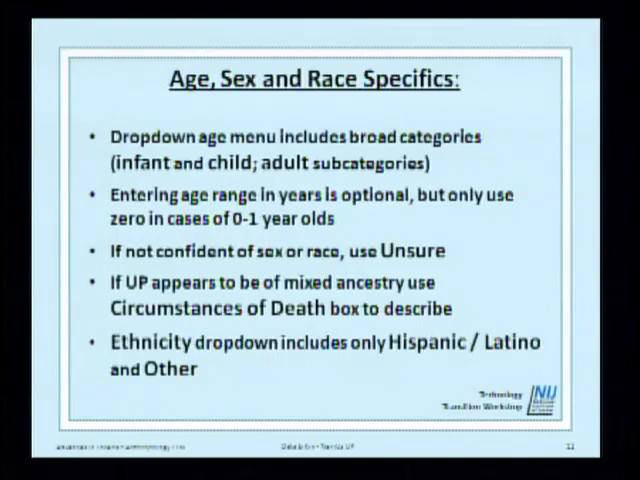 Age, Sex and Race Specifics:
• Dropdown age menu includes broad categories
(infant and child; adult subcategories)
• Entering age range in years is optional, but only use
zero in cases of 0-1 year olds
• If not confident of sex or race, use Unsure
• If UP appears to be of mixed ancestry use
Circumstances of Death box to describe
• Ethnicity dropdown includes only Hispanic / Latino
and Other
Technology
Transition Workshop
NIJ